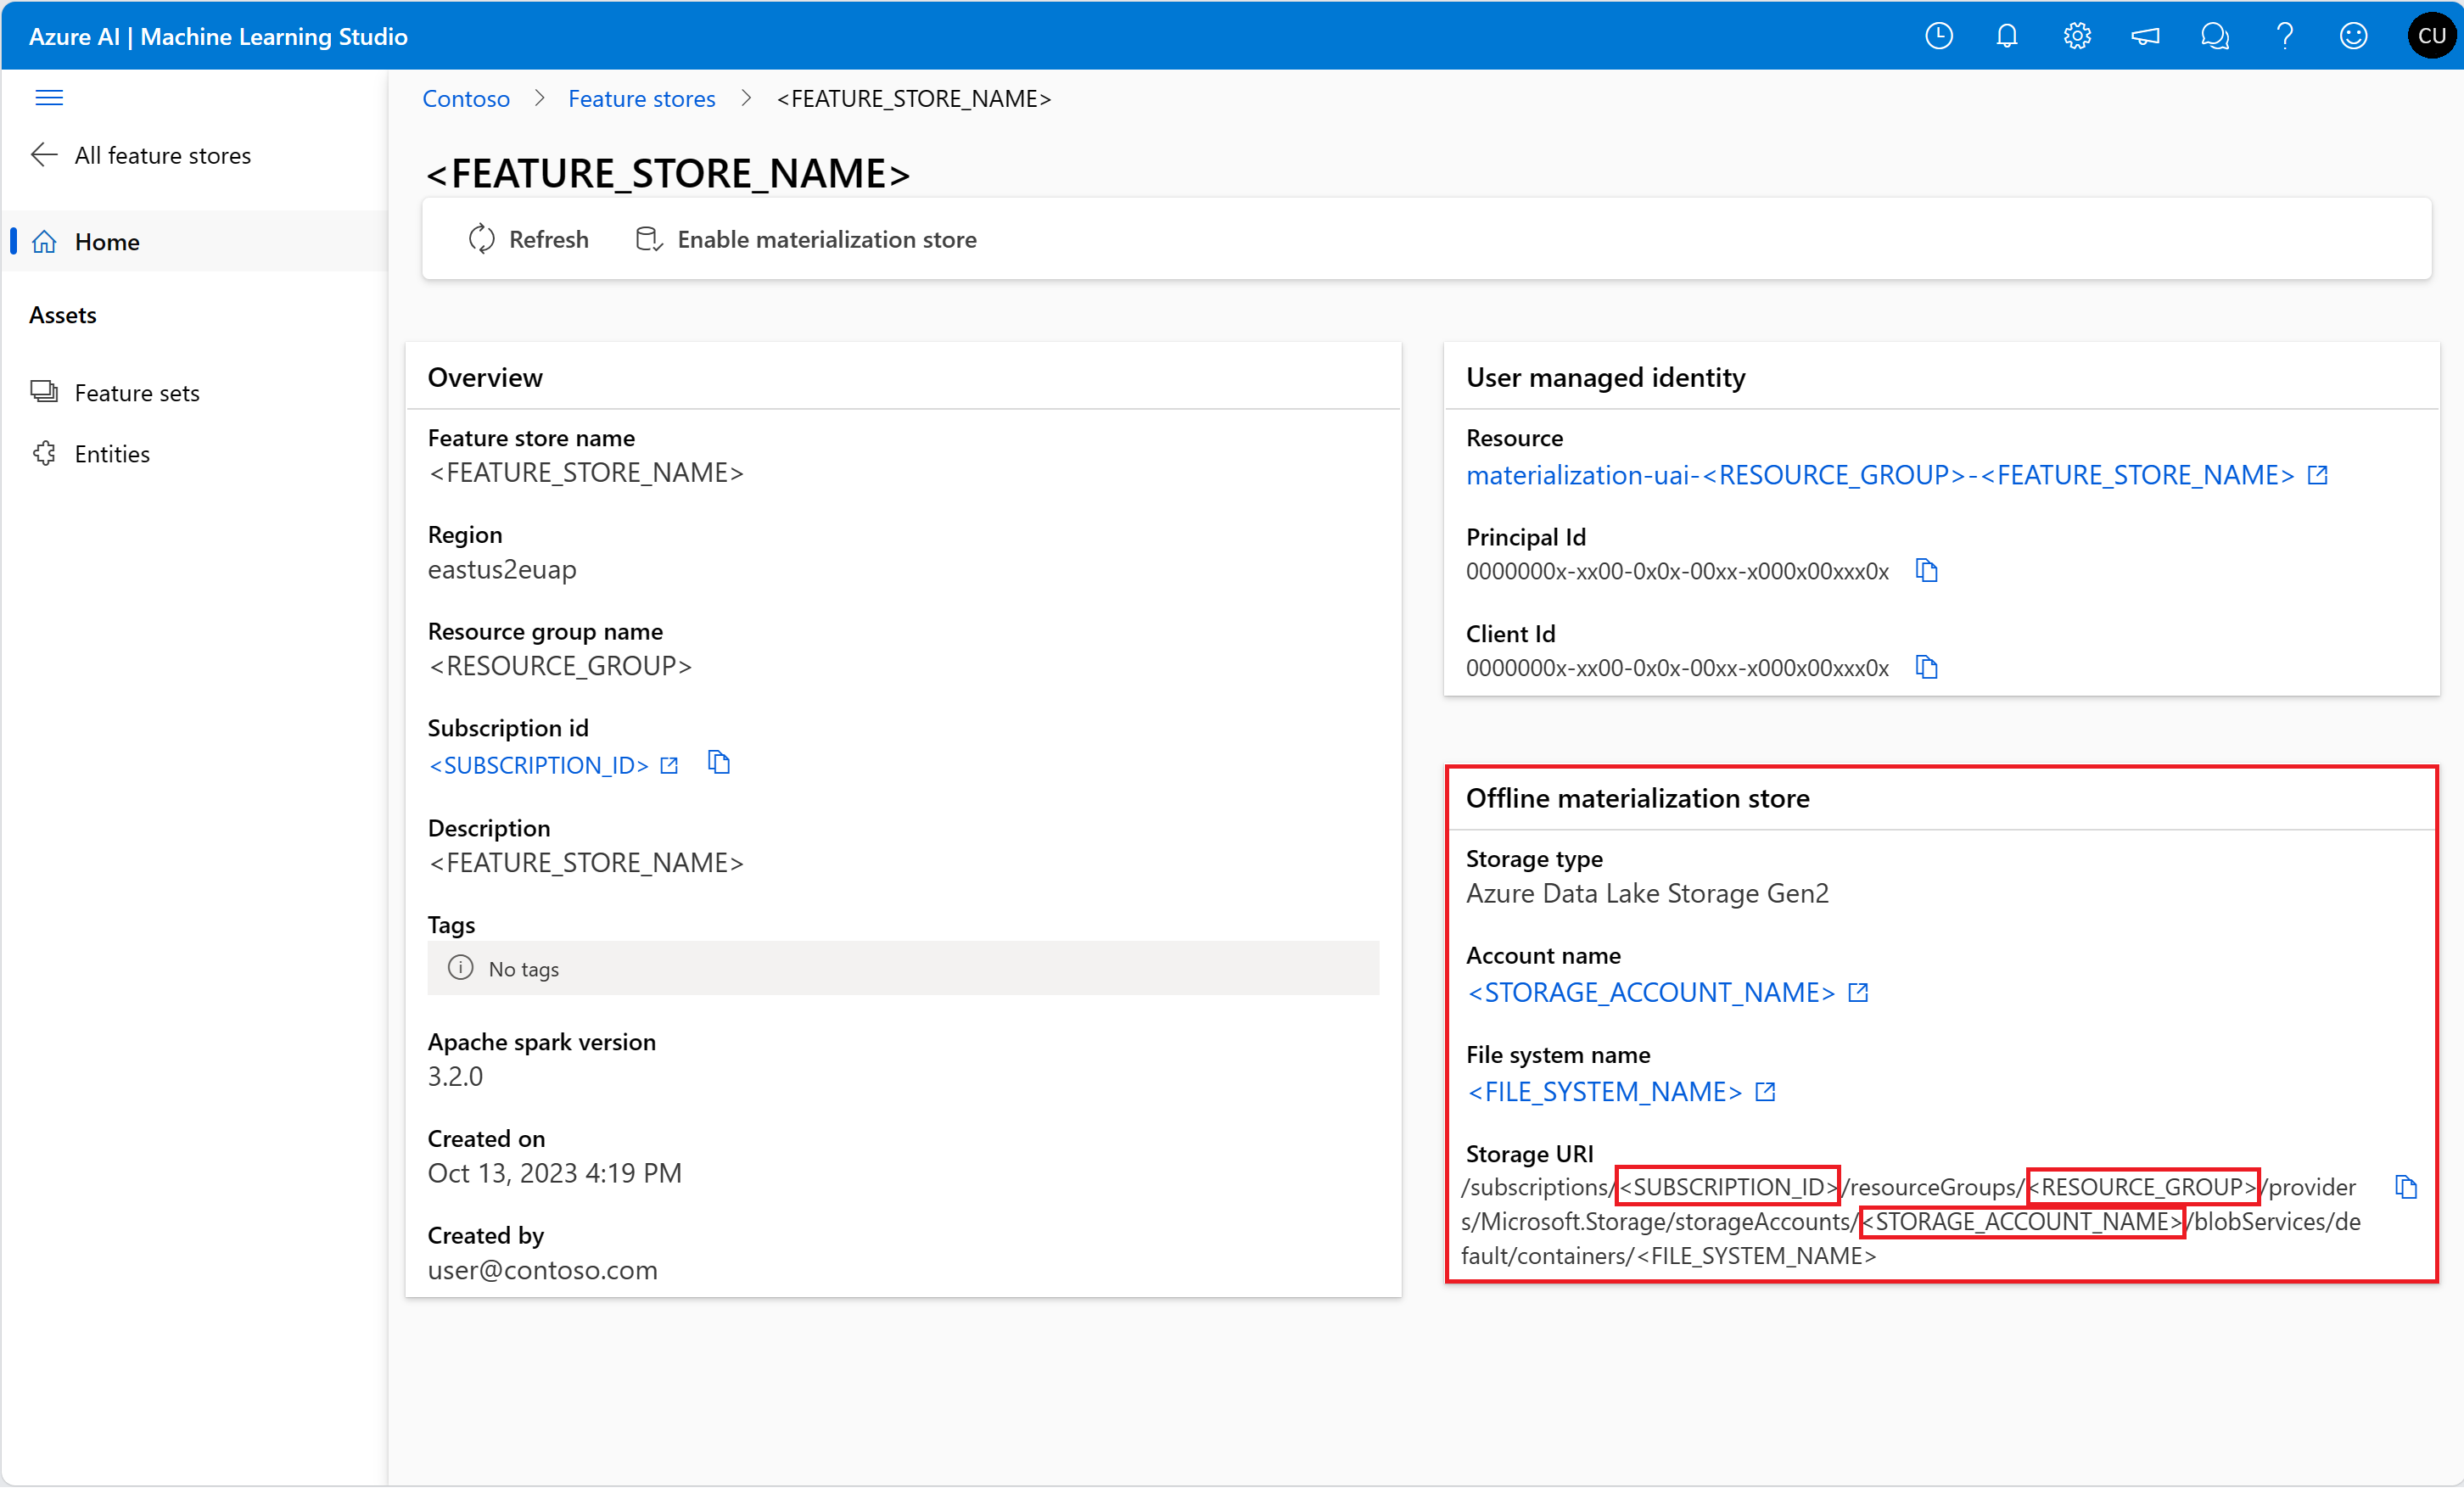 Azure AI | Machine Learning Studio
CU
All feature stores
Home
Assets
Feature sets
Entities
Contoso > Feature stores > <FEATURE_STORE_NAME>
<FEATURE_STORE_NAME>
Refresh
Enable materialization store
Overview
Feature store name
<FEATURE_STORE_NAME>
Region
eastus2euap
Resource group name
<RESOURCE_GROUP>
Subscription id
<SUBSCRIPTION_ID>
Description
<FEATURE_STORE_NAME>
Tags
No tags
Apache spark version
3.2.0
Created on
Oct 13, 2023 4:19 PM
Created by
user@contoso.com
User managed identity
Resource
materialization-uai-<RESOURCE_GROUP>-<FEATURE_STORE_NAME>
Principal Id
0000000x-xx00-0x0x-00xx-x000x00xxx0x
Client Id
0000000x-xx00-0x0x-00xx-x000x00xxx0x
Offline materialization store
Storage type
Azure Data Lake Storage Gen2
Account name
<STORAGE_ACCOUNT_NAME>
File system name
<FILE_SYSTEM_NAME>
Storage URI
/subscriptions/<SUBSCRIPTION_ID>/resourceGroups/<RESOURCE_GROUP>/provider
s/Microsoft.Storage/storageAccounts/<STORAGE_ACCOUNT_NAME>/blobServices/de
fault/containers/<FILE_SYSTEM_NAME>